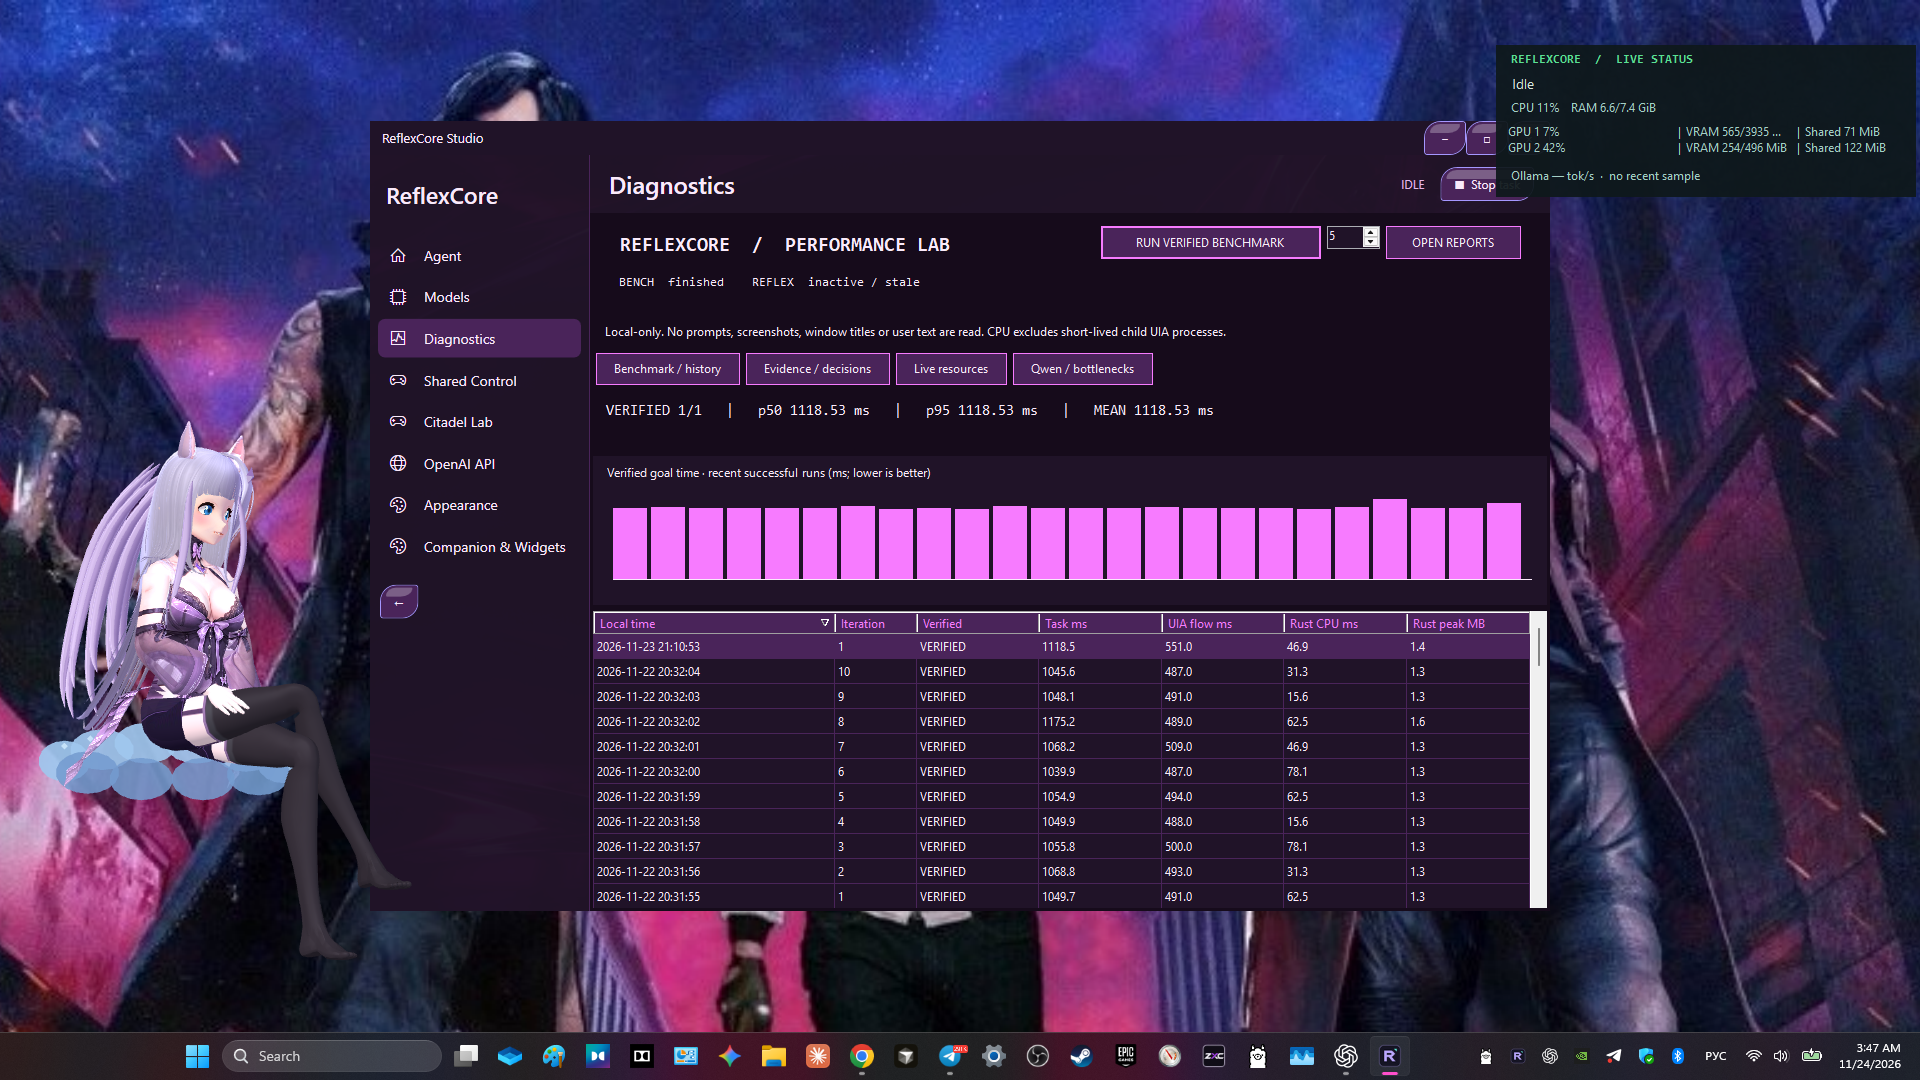 REFLEXCORE / LIVE STATUS
Idle
CPU 11% RAM 6.6/7.4 GiB
GPU 1 7% | VRAM 565/3935 ... | Shared 71 MiB
GPU 2 42% | VRAM 254/496 MiB | Shared 122 MiB
Ollama — tok/s · no recent sample
ReflexCore Studio
ReflexCore
Agent
Models
Diagnostics
Shared Control
Citadel Lab
OpenAI API
Appearance
Companion & Widgets
←
Diagnostics
IDLE
Stop
REFLEXCORE / PERFORMANCE LAB
RUN VERIFIED BENCHMARK
5
OPEN REPORTS
BENCH finished REFLEX inactive / stale
Local-only. No prompts, screenshots, window titles or user text are read. CPU excludes short-lived child UIA processes.
Benchmark / history
Evidence / decisions
Live resources
Qwen / bottlenecks
VERIFIED 1/1 | p50 1118.53 ms | p95 1118.53 ms | MEAN 1118.53 ms
Verified goal time · recent successful runs (ms; lower is better)
Local time Iteration Verified Task ms UIA flow ms Rust CPU ms Rust peak MB
2026-11-23 21:10:53 1 VERIFIED 1118.5 551.0 46.9 1.4
2026-11-22 20:32:04 10 VERIFIED 1045.6 487.0 31.3 1.3
2026-11-22 20:32:03 9 VERIFIED 1048.1 491.0 15.6 1.3
2026-11-22 20:32:02 8 VERIFIED 1175.2 489.0 62.5 1.6
2026-11-22 20:32:01 7 VERIFIED 1068.2 509.0 46.9 1.3
2026-11-22 20:32:00 6 VERIFIED 1039.9 487.0 78.1 1.3
2026-11-22 20:31:59 5 VERIFIED 1054.9 494.0 62.5 1.3
2026-11-22 20:31:58 4 VERIFIED 1049.9 488.0 15.6 1.3
2026-11-22 20:31:57 3 VERIFIED 1055.8 500.0 78.1 1.3
2026-11-22 20:31:56 2 VERIFIED 1068.8 493.0 31.3 1.3
2026-11-22 20:31:55 1 VERIFIED 1049.7 491.0 62.5 1.3
Search
EPIC GAMES
ZXC
R
РУС
3:47 AM
11/24/2026